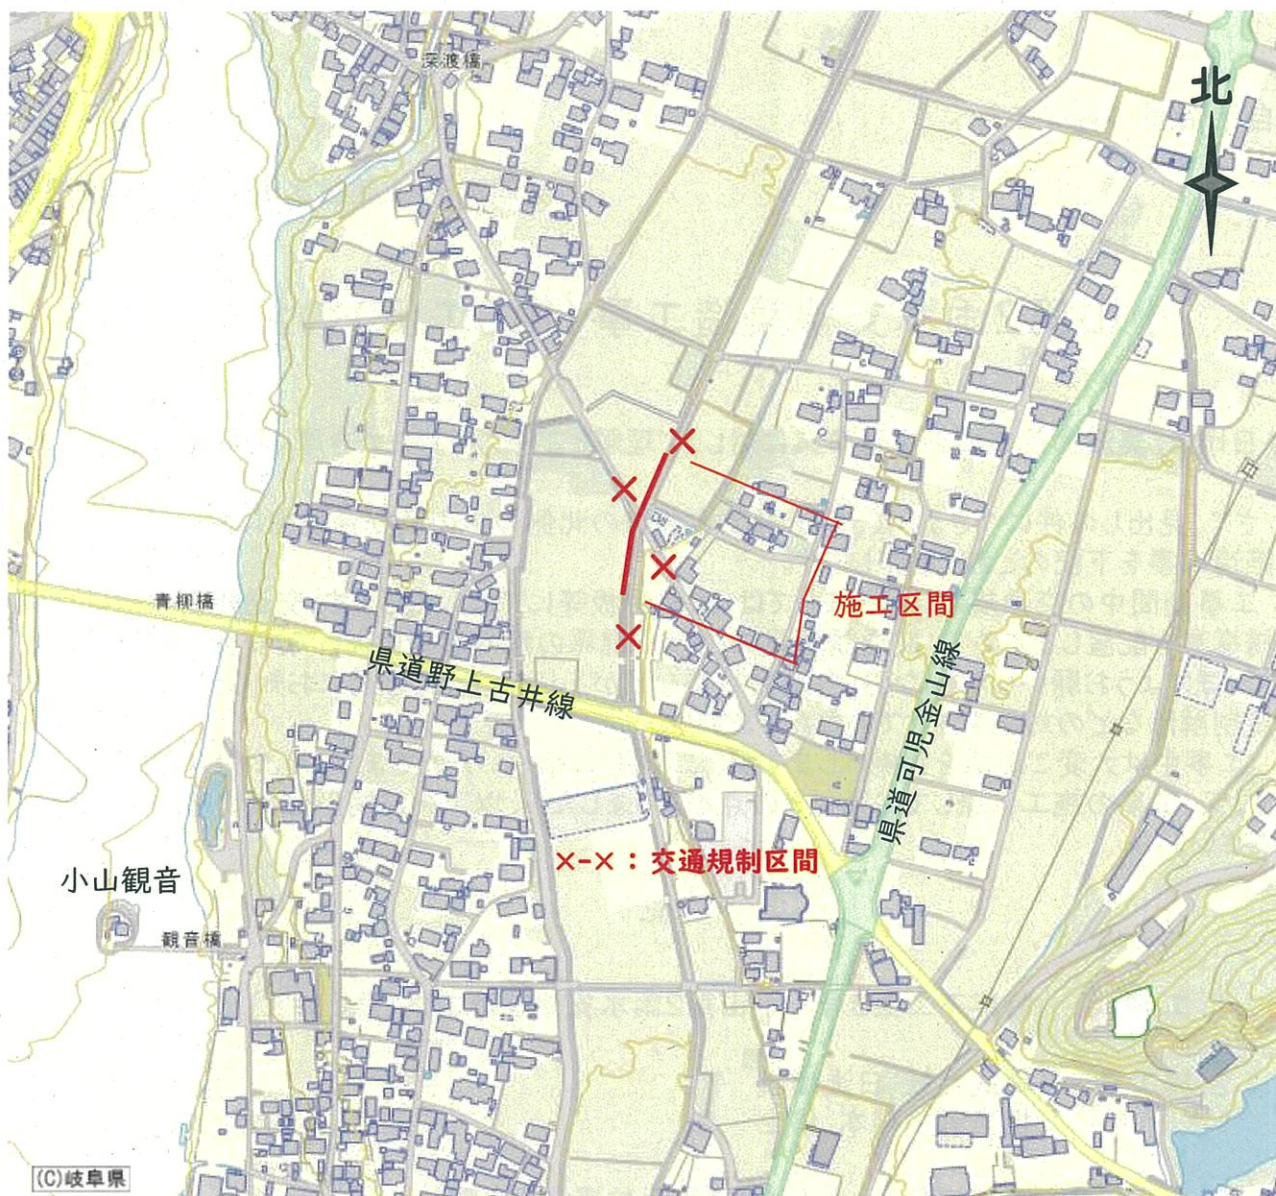 深渡橋
北
施工区間
青柳橋
県道野上古井線
県道可児金山線
×-×：交通規制区間
小山観音
観音橋
(C)岐阜県